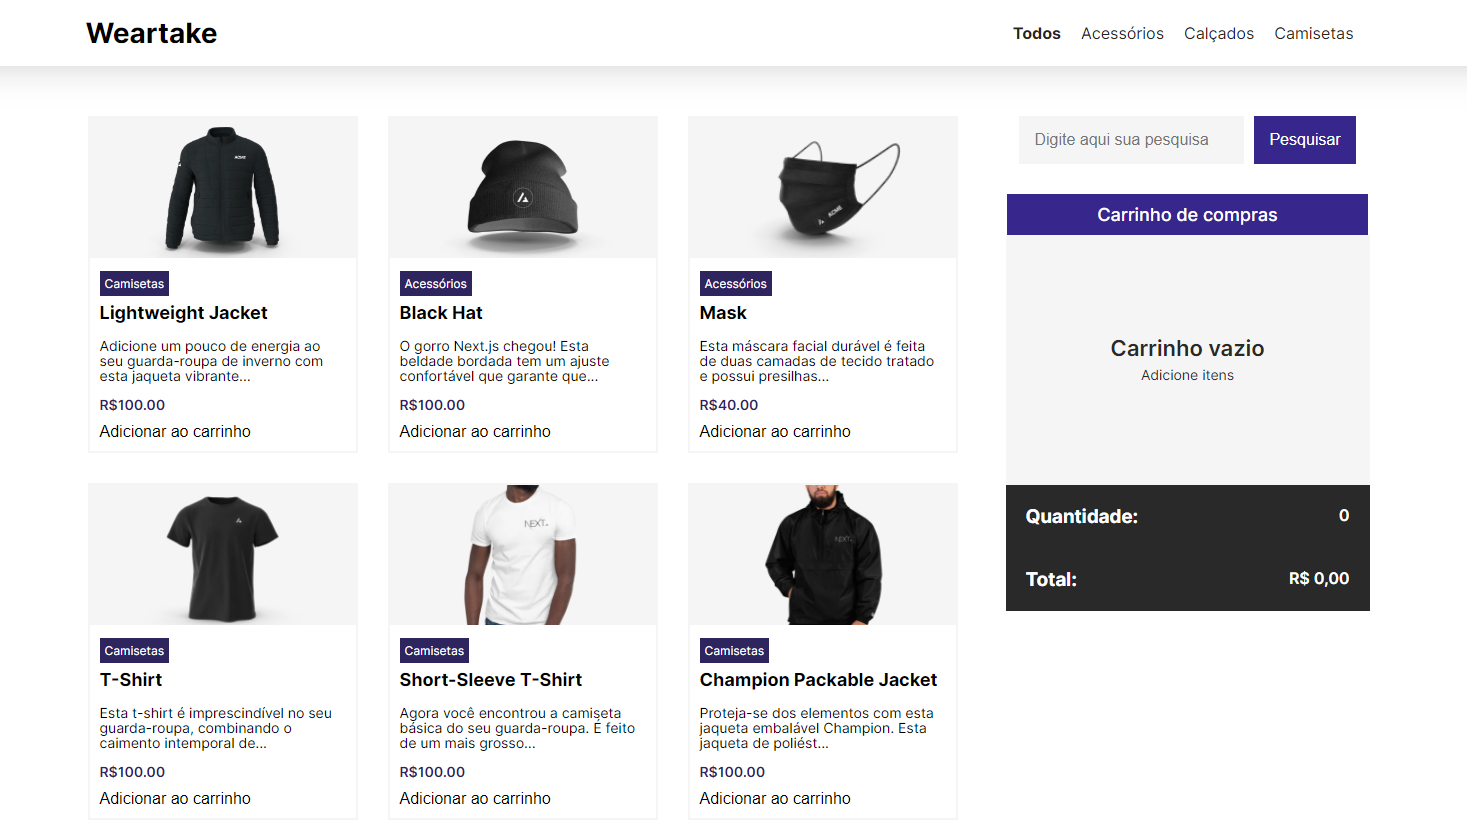 Weartake
Todos Acessórios Calçados Camisetas
Digite aqui sua pesquisa
Pesquisar
Carrinho de compras
Carrinho vazio
Adicione itens
Quantidade: 0
Total: R$ 0,00
ACME
Camisetas
Lightweight Jacket
Adicione um pouco de energia ao
seu guarda-roupa de inverno com
esta jaqueta vibrante...
R$100.00
Adicionar ao carrinho
Acessórios
Black Hat
O gorro Next.js chegou! Esta
beldade bordada tem um ajuste
confortável que garante que...
R$100.00
Adicionar ao carrinho
ACME
Acessórios
Mask
Esta máscara facial durável é feita
de duas camadas de tecido tratado
e possui presilhas...
R$40.00
Adicionar ao carrinho
Camisetas
T-Shirt
Esta t-shirt é imprescindível no seu
guarda-roupa, combinando o
caimento intemporal de...
R$100.00
Adicionar ao carrinho
NEXT
Camisetas
Short-Sleeve T-Shirt
Agora você encontrou a camiseta
básica do seu guarda-roupa. É feito
de um mais grosso...
R$100.00
Adicionar ao carrinho
NEXT
Camisetas
Champion Packable Jacket
Proteja-se dos elementos com esta
jaqueta embalável Champion. Esta
jaqueta de poliést...
R$100.00
Adicionar ao carrinho